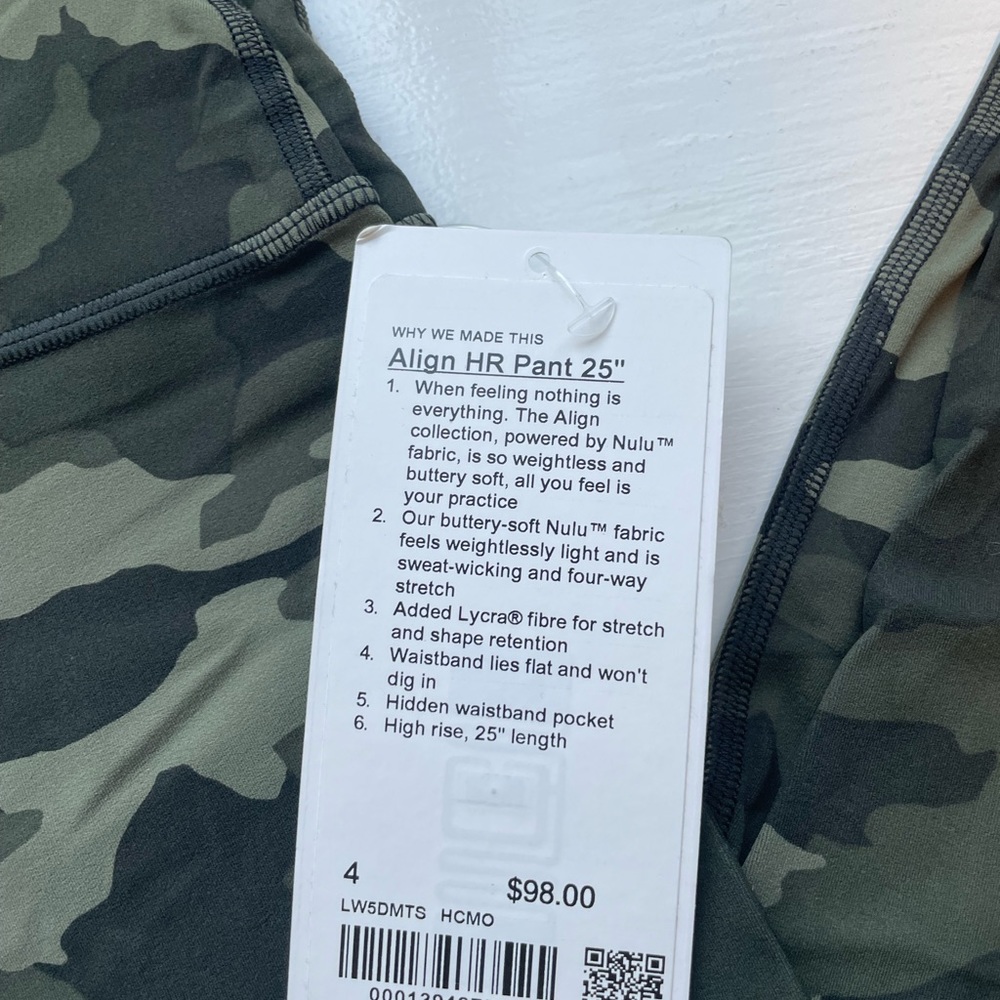 WHY WE MADE THIS
Align HR Pant 25"
1. When feeling nothing is
everything. The Align
collection, powered by Nulu™
fabric, is so weightless and
buttery soft, all you feel is
your practice
2. Our buttery-soft Nulu™ fabric
feels weightlessly light and is
sweat-wicking and four-way
stretch
3. Added Lycra® fibre for stretch
and shape retention
4. Waistband lies flat and won't
dig in
5. Hidden waistband pocket
6. High rise, 25" length
4 $98.00
LW5DMTS HCMO